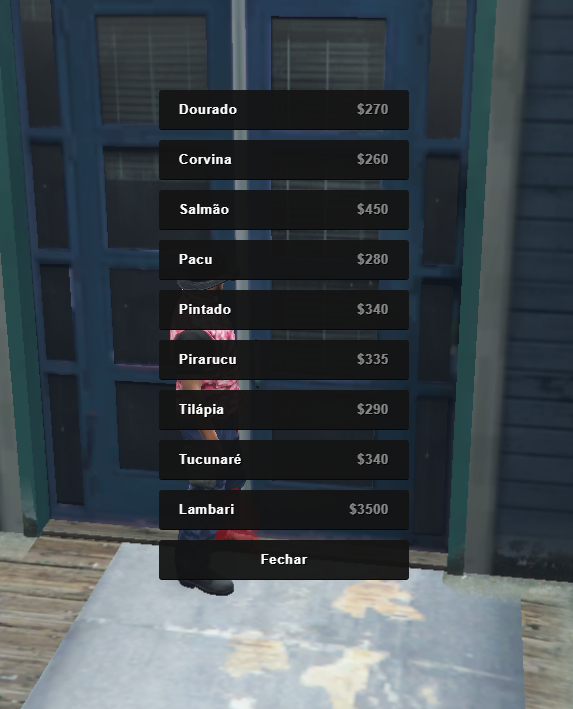 Dourado $270
Corvina $260
Salmão $450
Pacu $280
Pintado $340
Pirarucu $335
Tilápia $290
Tucunaré $340
Lambari $3500
Fechar